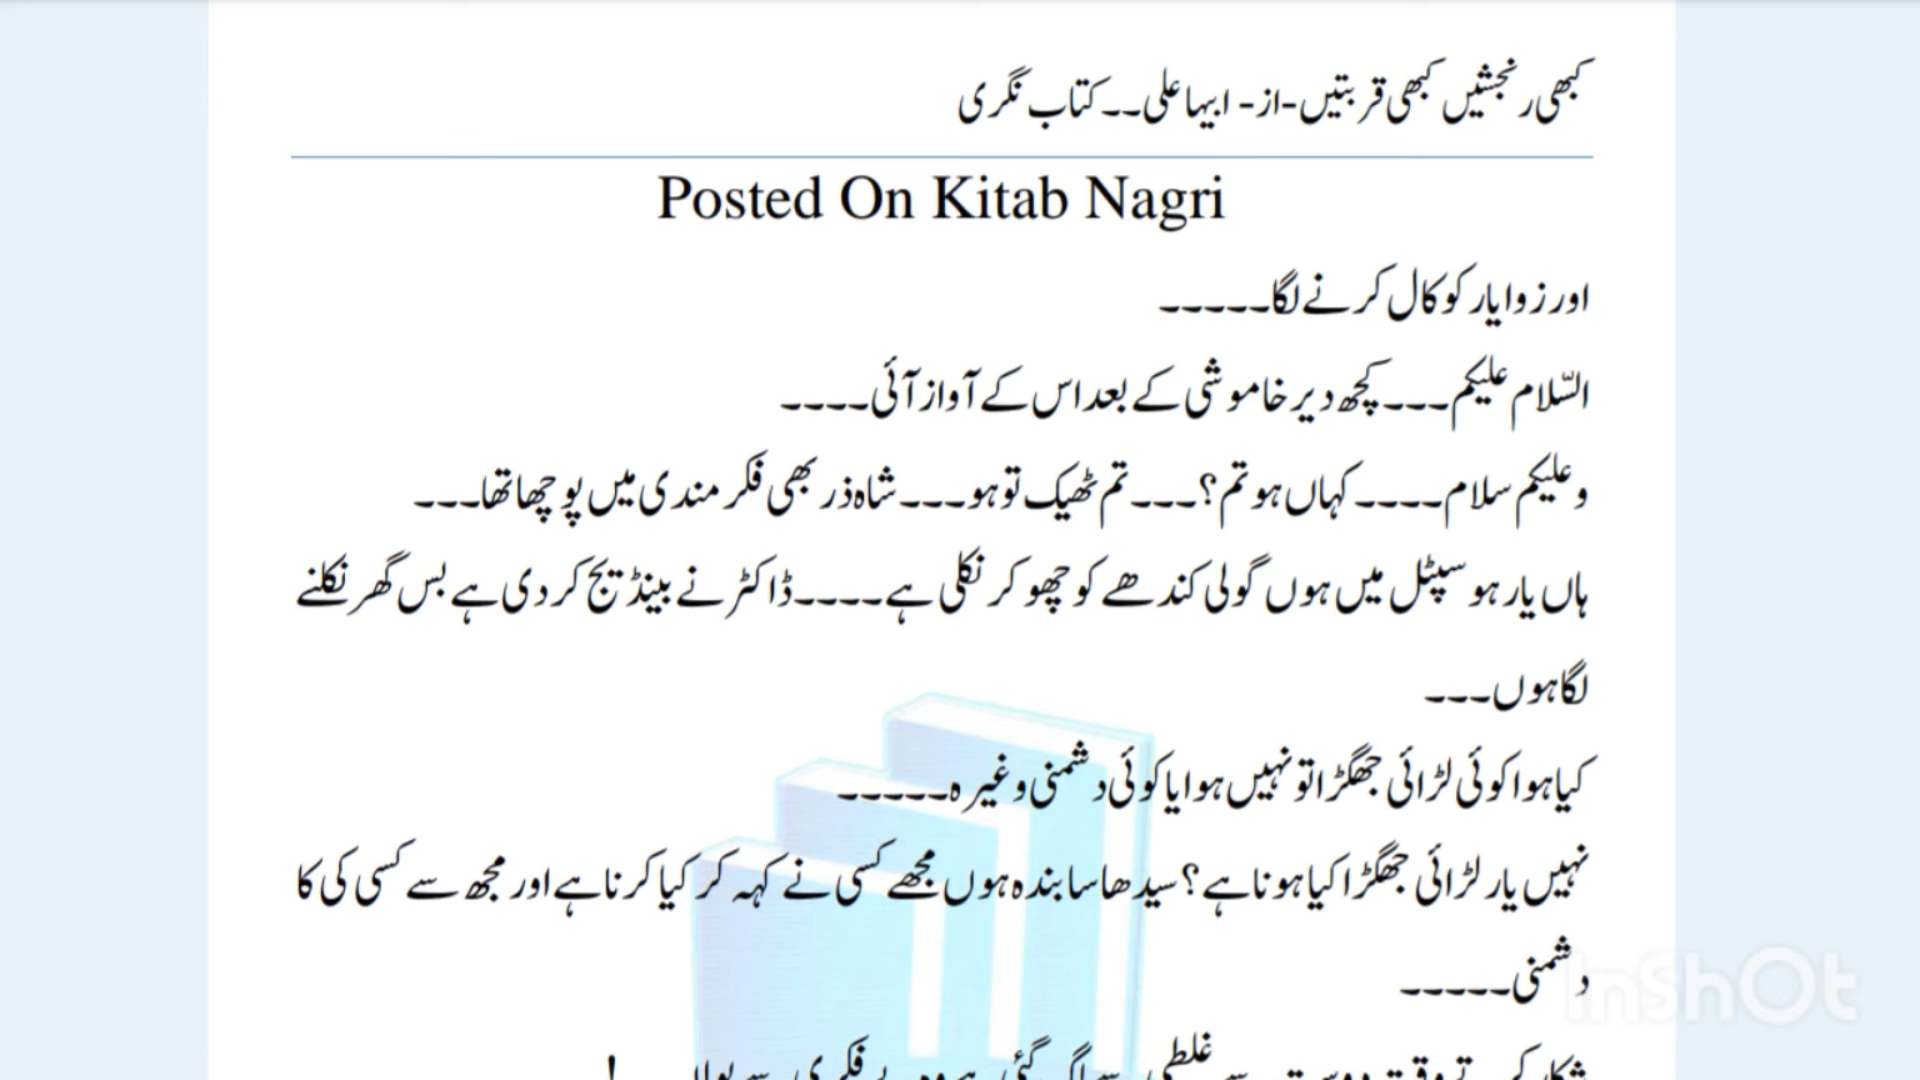 کبھی رنجشیں کبھی قربتیں-از- ابیہا علی۔۔ کتاب نگری
Posted On Kitab Nagri
اور زوایار کو کال کرنے لگا۔۔۔۔۔
السّلام علیکم۔۔۔ کچھ دیر خاموشی کے بعد اس کے آواز آئی۔۔۔۔
وعلیکم سلام۔۔۔۔ کہاں ہو تم؟۔۔۔ تم ٹھیک تو ہو۔۔۔ شاہ ذر بھی فکر مندی میں پوچھا تھا۔۔۔
ہاں یار ہوسپٹل میں ہوں گولی کندھے کو چھو کر نکلی ہے۔۔۔۔ڈاکٹر نے بینڈیج کر دی ہے بس گھر نکلنے
لگا ہوں۔۔۔
کیا ہوا کوئی لڑائی جھگڑا تو نہیں ہوا یا کوئی دشمنی وغیرہ۔۔۔۔۔
نہیں یار لڑائی جھگڑا کیا ہونا ہے؟ سیدھا سا بندہ ہوں مجھے کسی نے کہہ کر کیا کرنا ہے اور مجھ سے کسی کی کا
دشمنی۔۔۔۔۔
غلطی
InShOt